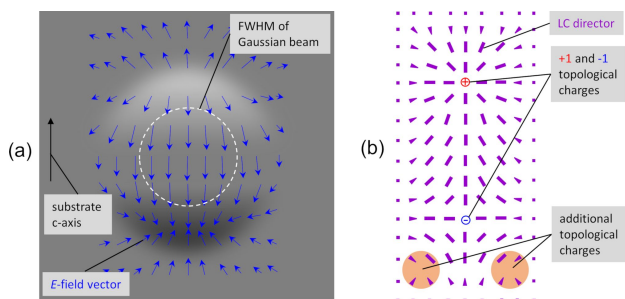 (a)
FWHM of
Gaussian beam
substrate
c-axis
E-field vector
(b)
LC director
+
+1 and -1
topological
charges
−
additional
topological
charges